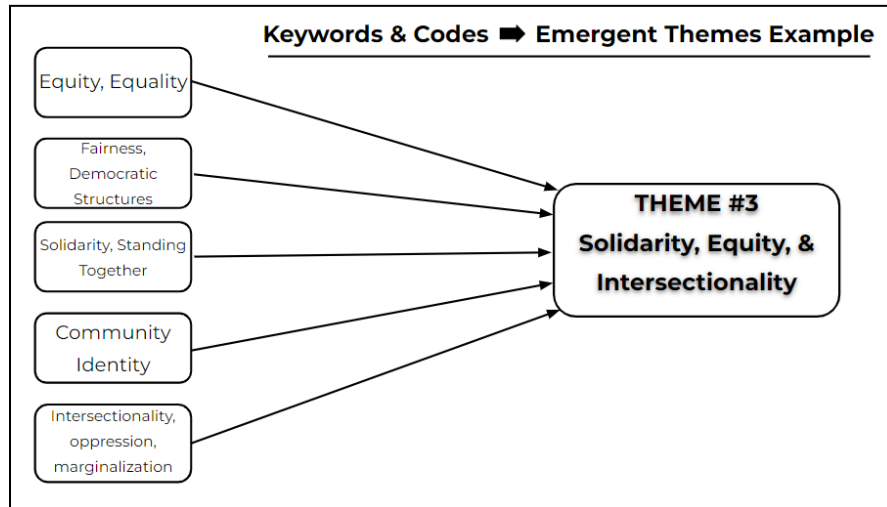 Keywords & Codes ➡ Emergent Themes Example
Equity, Equality
Fairness,
Democratic
Structures
Solidarity, Standing
Together
Community
Identity
Intersectionality,
oppression,
marginalization
THEME #3
Solidarity, Equity, &
Intersectionality